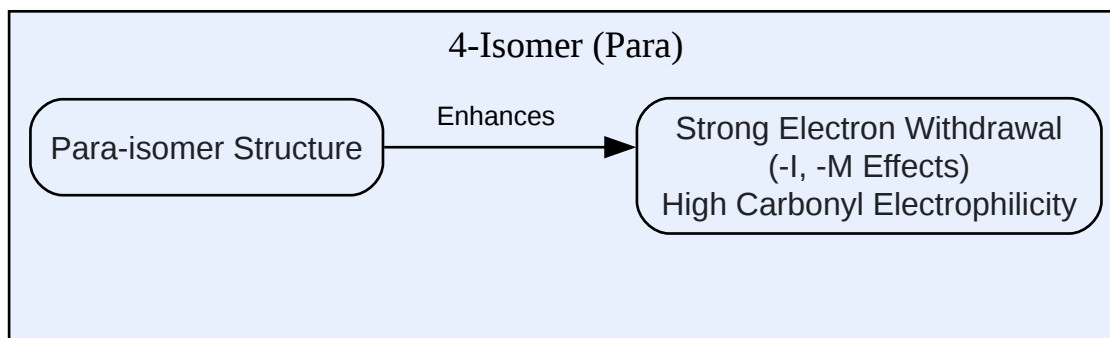 4-Isomer (Para)
Para-isomer Structure
Enhances
Strong Electron Withdrawal
(-I, -M Effects)
High Carbonyl Electrophilicity